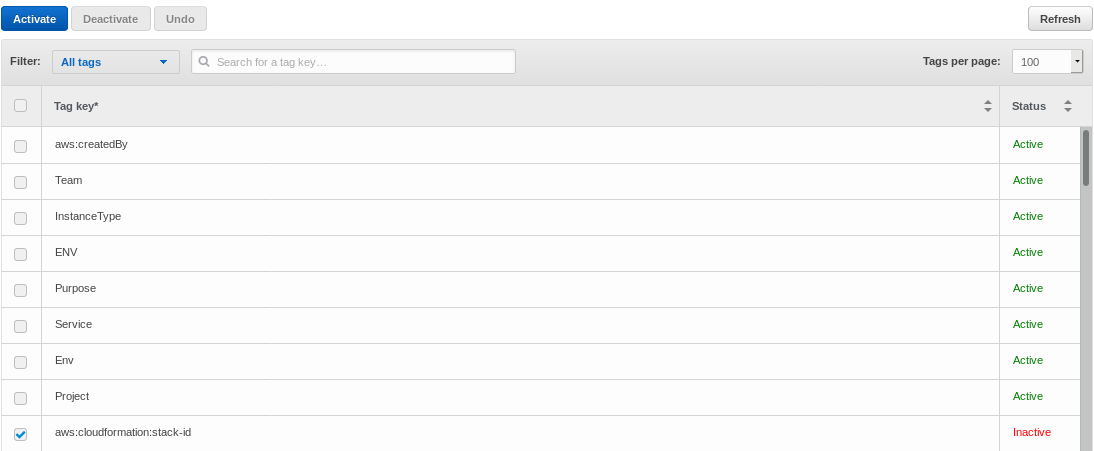 Activate Deactivate Undo Refresh
Filter: All tags Search for a tag key... Tags per page: 100
Tag key* Status
aws:createdBy Active
Team Active
InstanceType Active
ENV Active
Purpose Active
Service Active
Env Active
Project Active
aws:cloudformation:stack-id Inactive